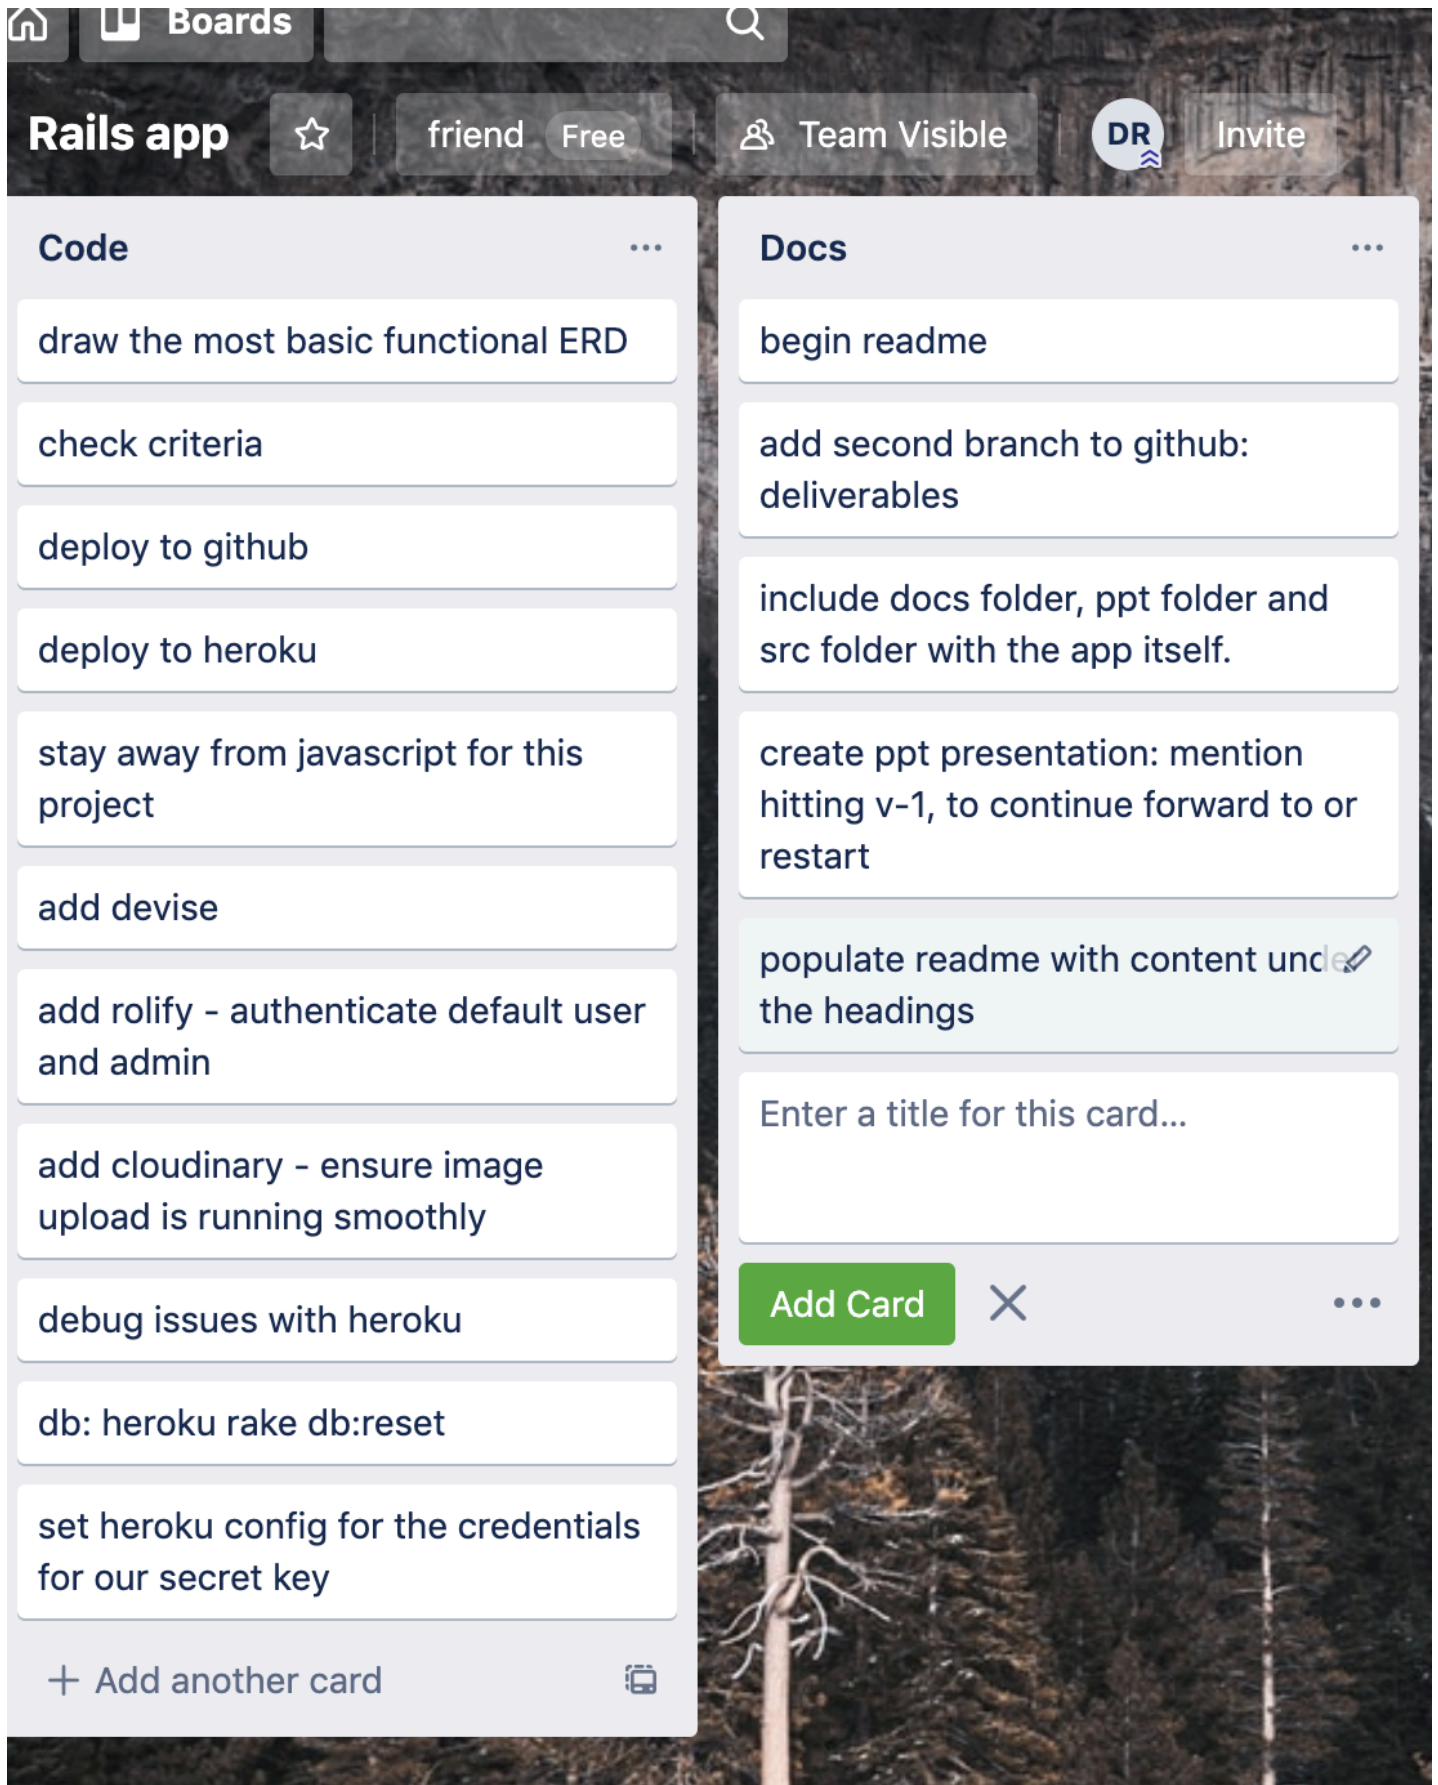 Boards
Rails app
friend Free
Team Visible
DR
Invite
Code
draw the most basic functional ERD
check criteria
deploy to github
deploy to heroku
stay away from javascript for this
project
add devise
add rolify - authenticate default user
and admin
add cloudinary - ensure image
upload is running smoothly
debug issues with heroku
db: heroku rake db:reset
set heroku config for the credentials
for our secret key
Add another card
Docs
begin readme
add second branch to github:
deliverables
include docs folder, ppt folder and
src folder with the app itself.
create ppt presentation: mention
hitting v-1, to continue forward to or
restart
populate readme with content under
the headings
Enter a title for this card...
Add Card